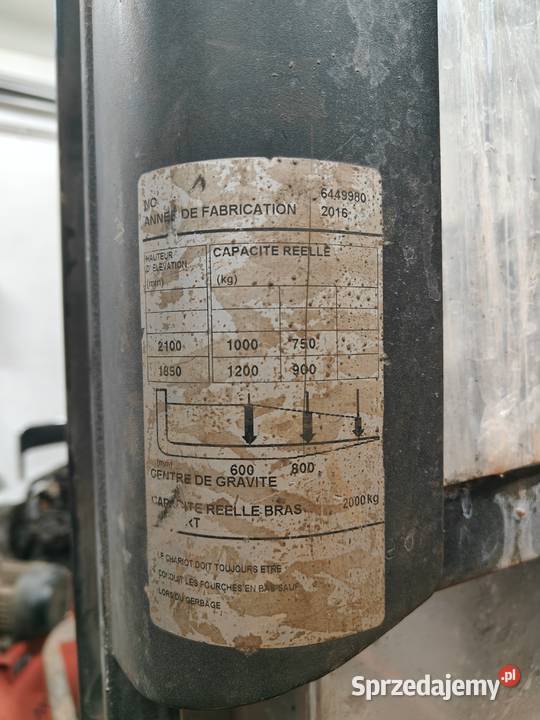 NO 6449980
ANNÉE DE FABRICATION 2016
HAUTEUR CAPACITE REELLE
D'ELEVATION
(mm) (kg)
2100 1000 750
1850 1200 900
(mm) 600 800
CENTRE DE GRAVITE
CAPACITE REELLE BRAS 2000kg
LE CHARIOT DOIT TOUJOURS ETRE
CONDUIT LES FOURCHES EN BAS SAUF
LORS DU GERBAGE
Sprzedajemy.pl